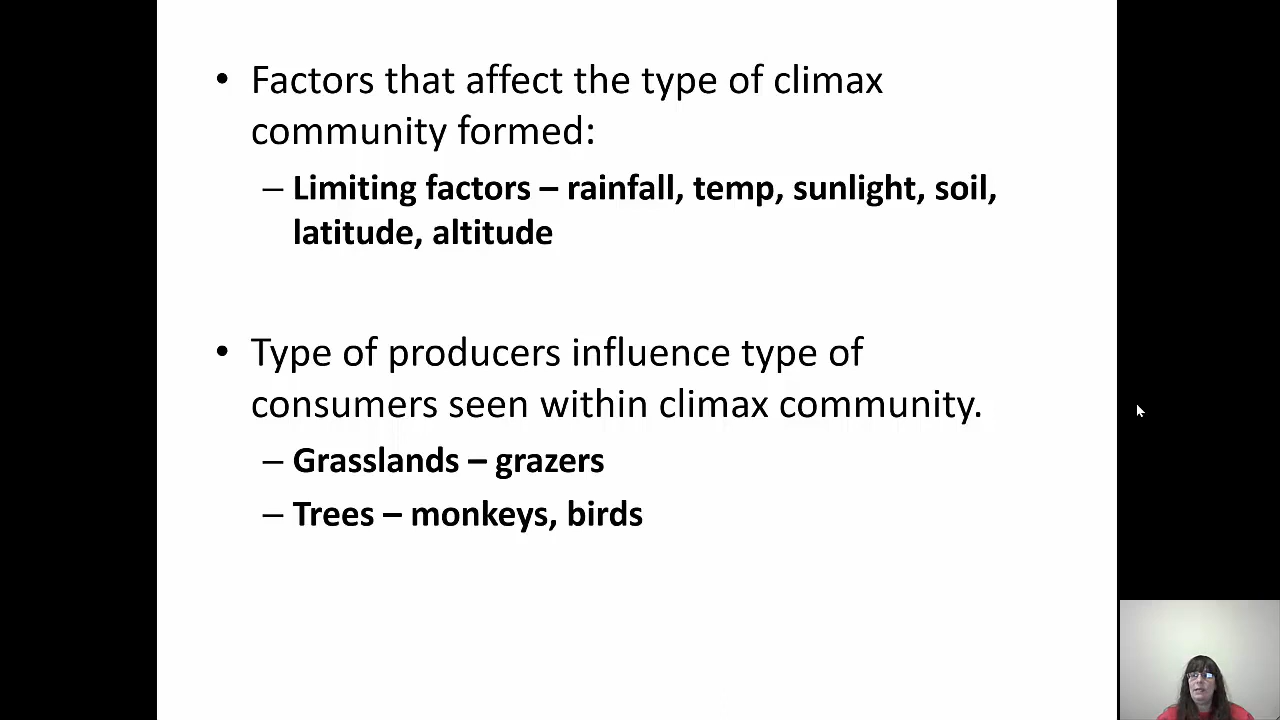 • Factors that affect the type of climax
community formed:
– Limiting factors – rainfall, temp, sunlight, soil,
latitude, altitude
• Type of producers influence type of
consumers seen within climax community.
– Grasslands – grazers
– Trees – monkeys, birds